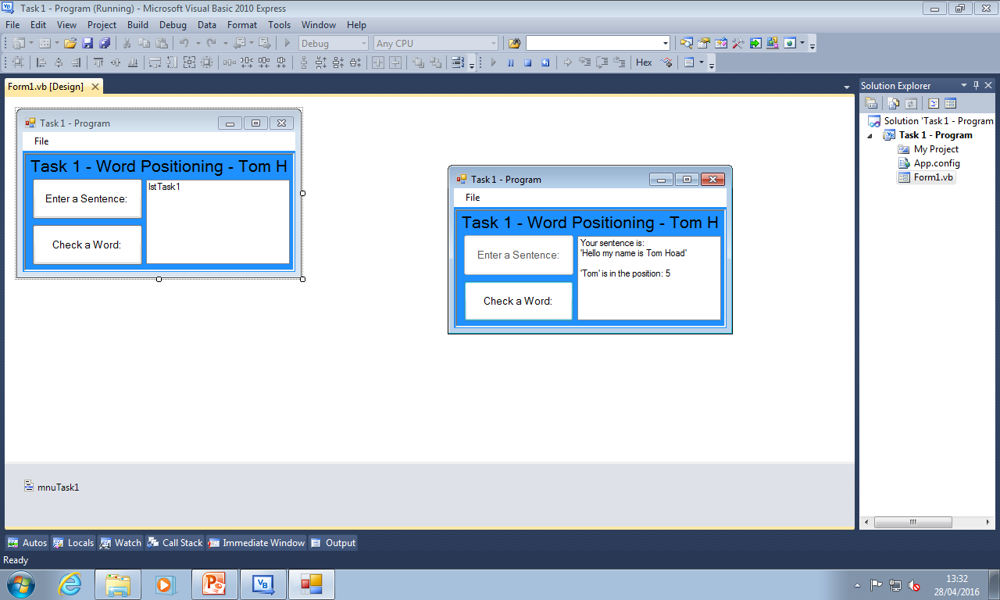 Task 1 - Program (Running) - Microsoft Visual Basic 2010 Express
File Edit View Project Build Debug Data Format Tools Window Help
Debug Any CPU
Hex
Form1.vb [Design]
Solution Explorer
Task 1 - Program
File
Task 1 - Word Positioning - Tom H
Enter a Sentence:
lstTask1
Check a Word:
Task 1 - Program
File
Task 1 - Word Positioning - Tom H
Enter a Sentence:
Your sentence is:
'Hello my name is Tom Hoad'
'Tom' is in the position: 5
Check a Word:
Solution 'Task 1 - Program
Task 1 - Program
My Project
App.config
Form1.vb
mnuTask1
Autos Locals Watch Call Stack Immediate Window Output
Ready
13:32
28/04/2016